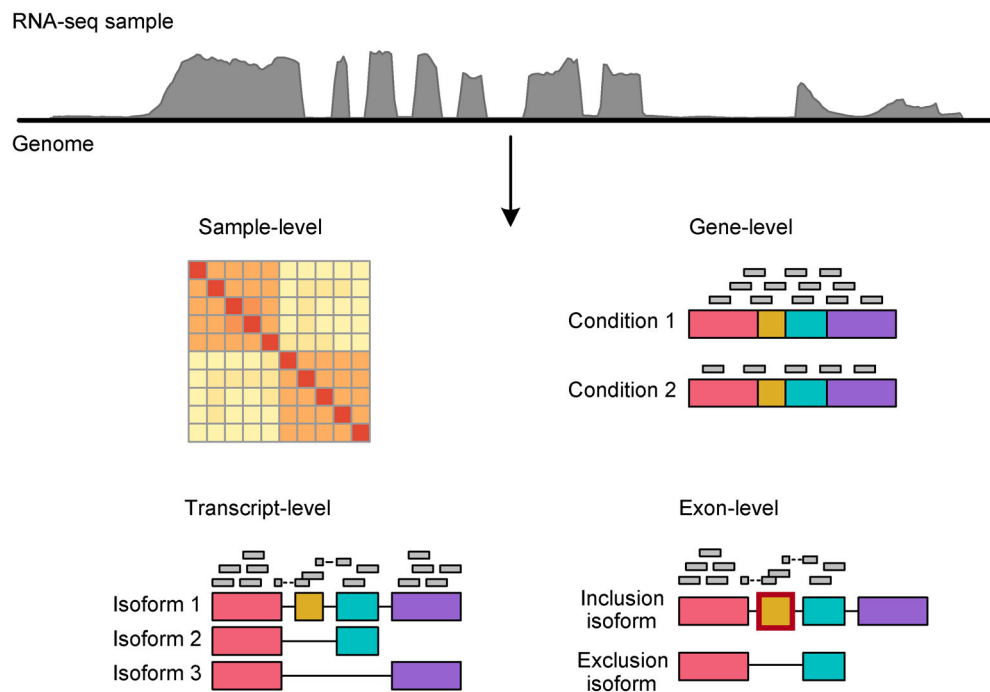 RNA-seq sample
Genome
Sample-level
Gene-level
Condition 1
Condition 2
Transcript-level
Isoform 1
Isoform 2
Isoform 3
Exon-level
Inclusion
isoform
Exclusion
isoform